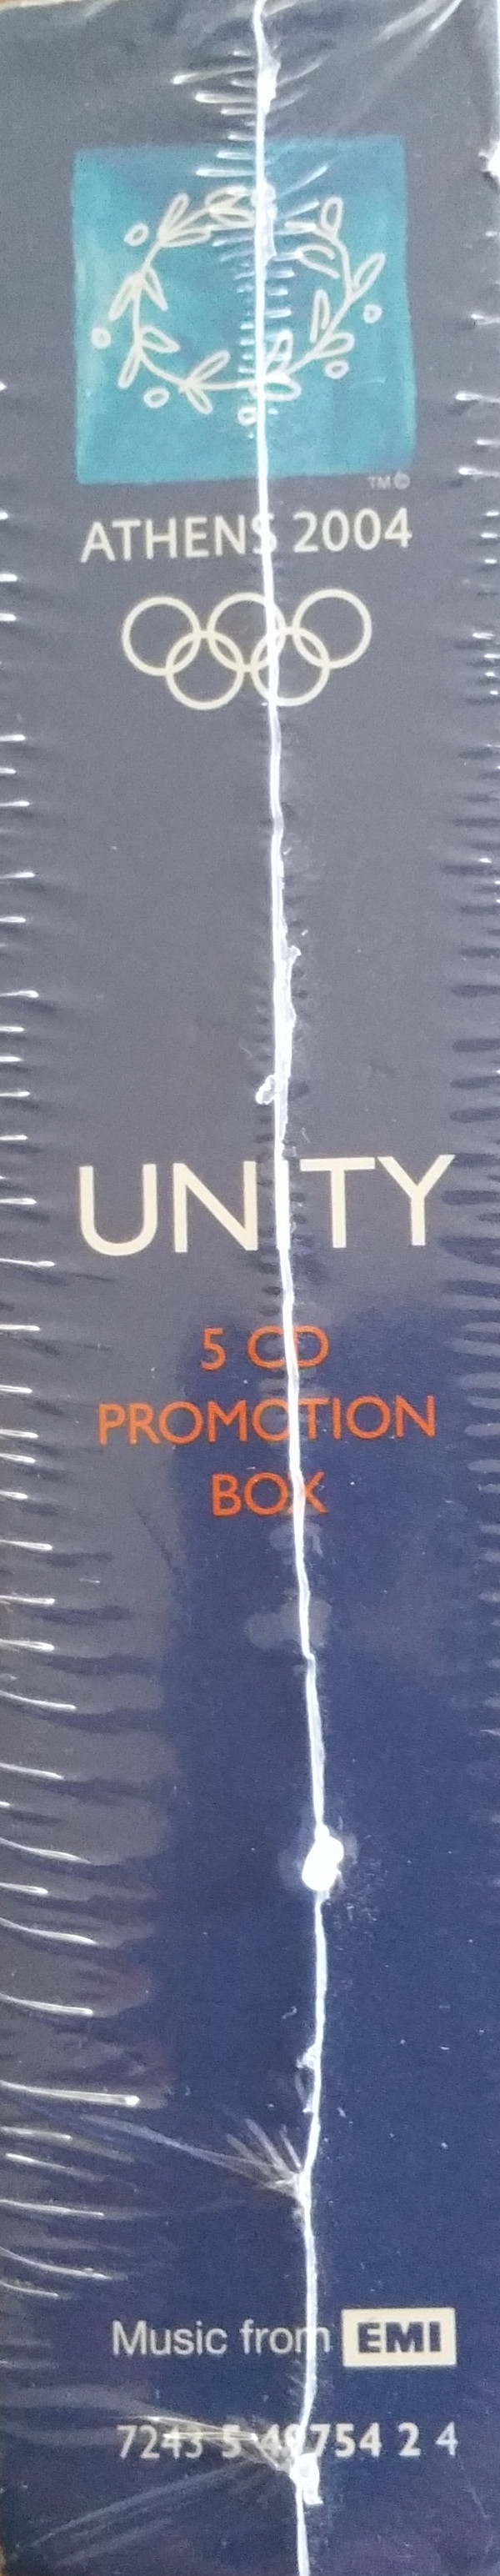 TM©
ATHENS 2004
UNITY
5 CD
PROMOTION
BOX
Music from EMI
7243 5 49754 2 4